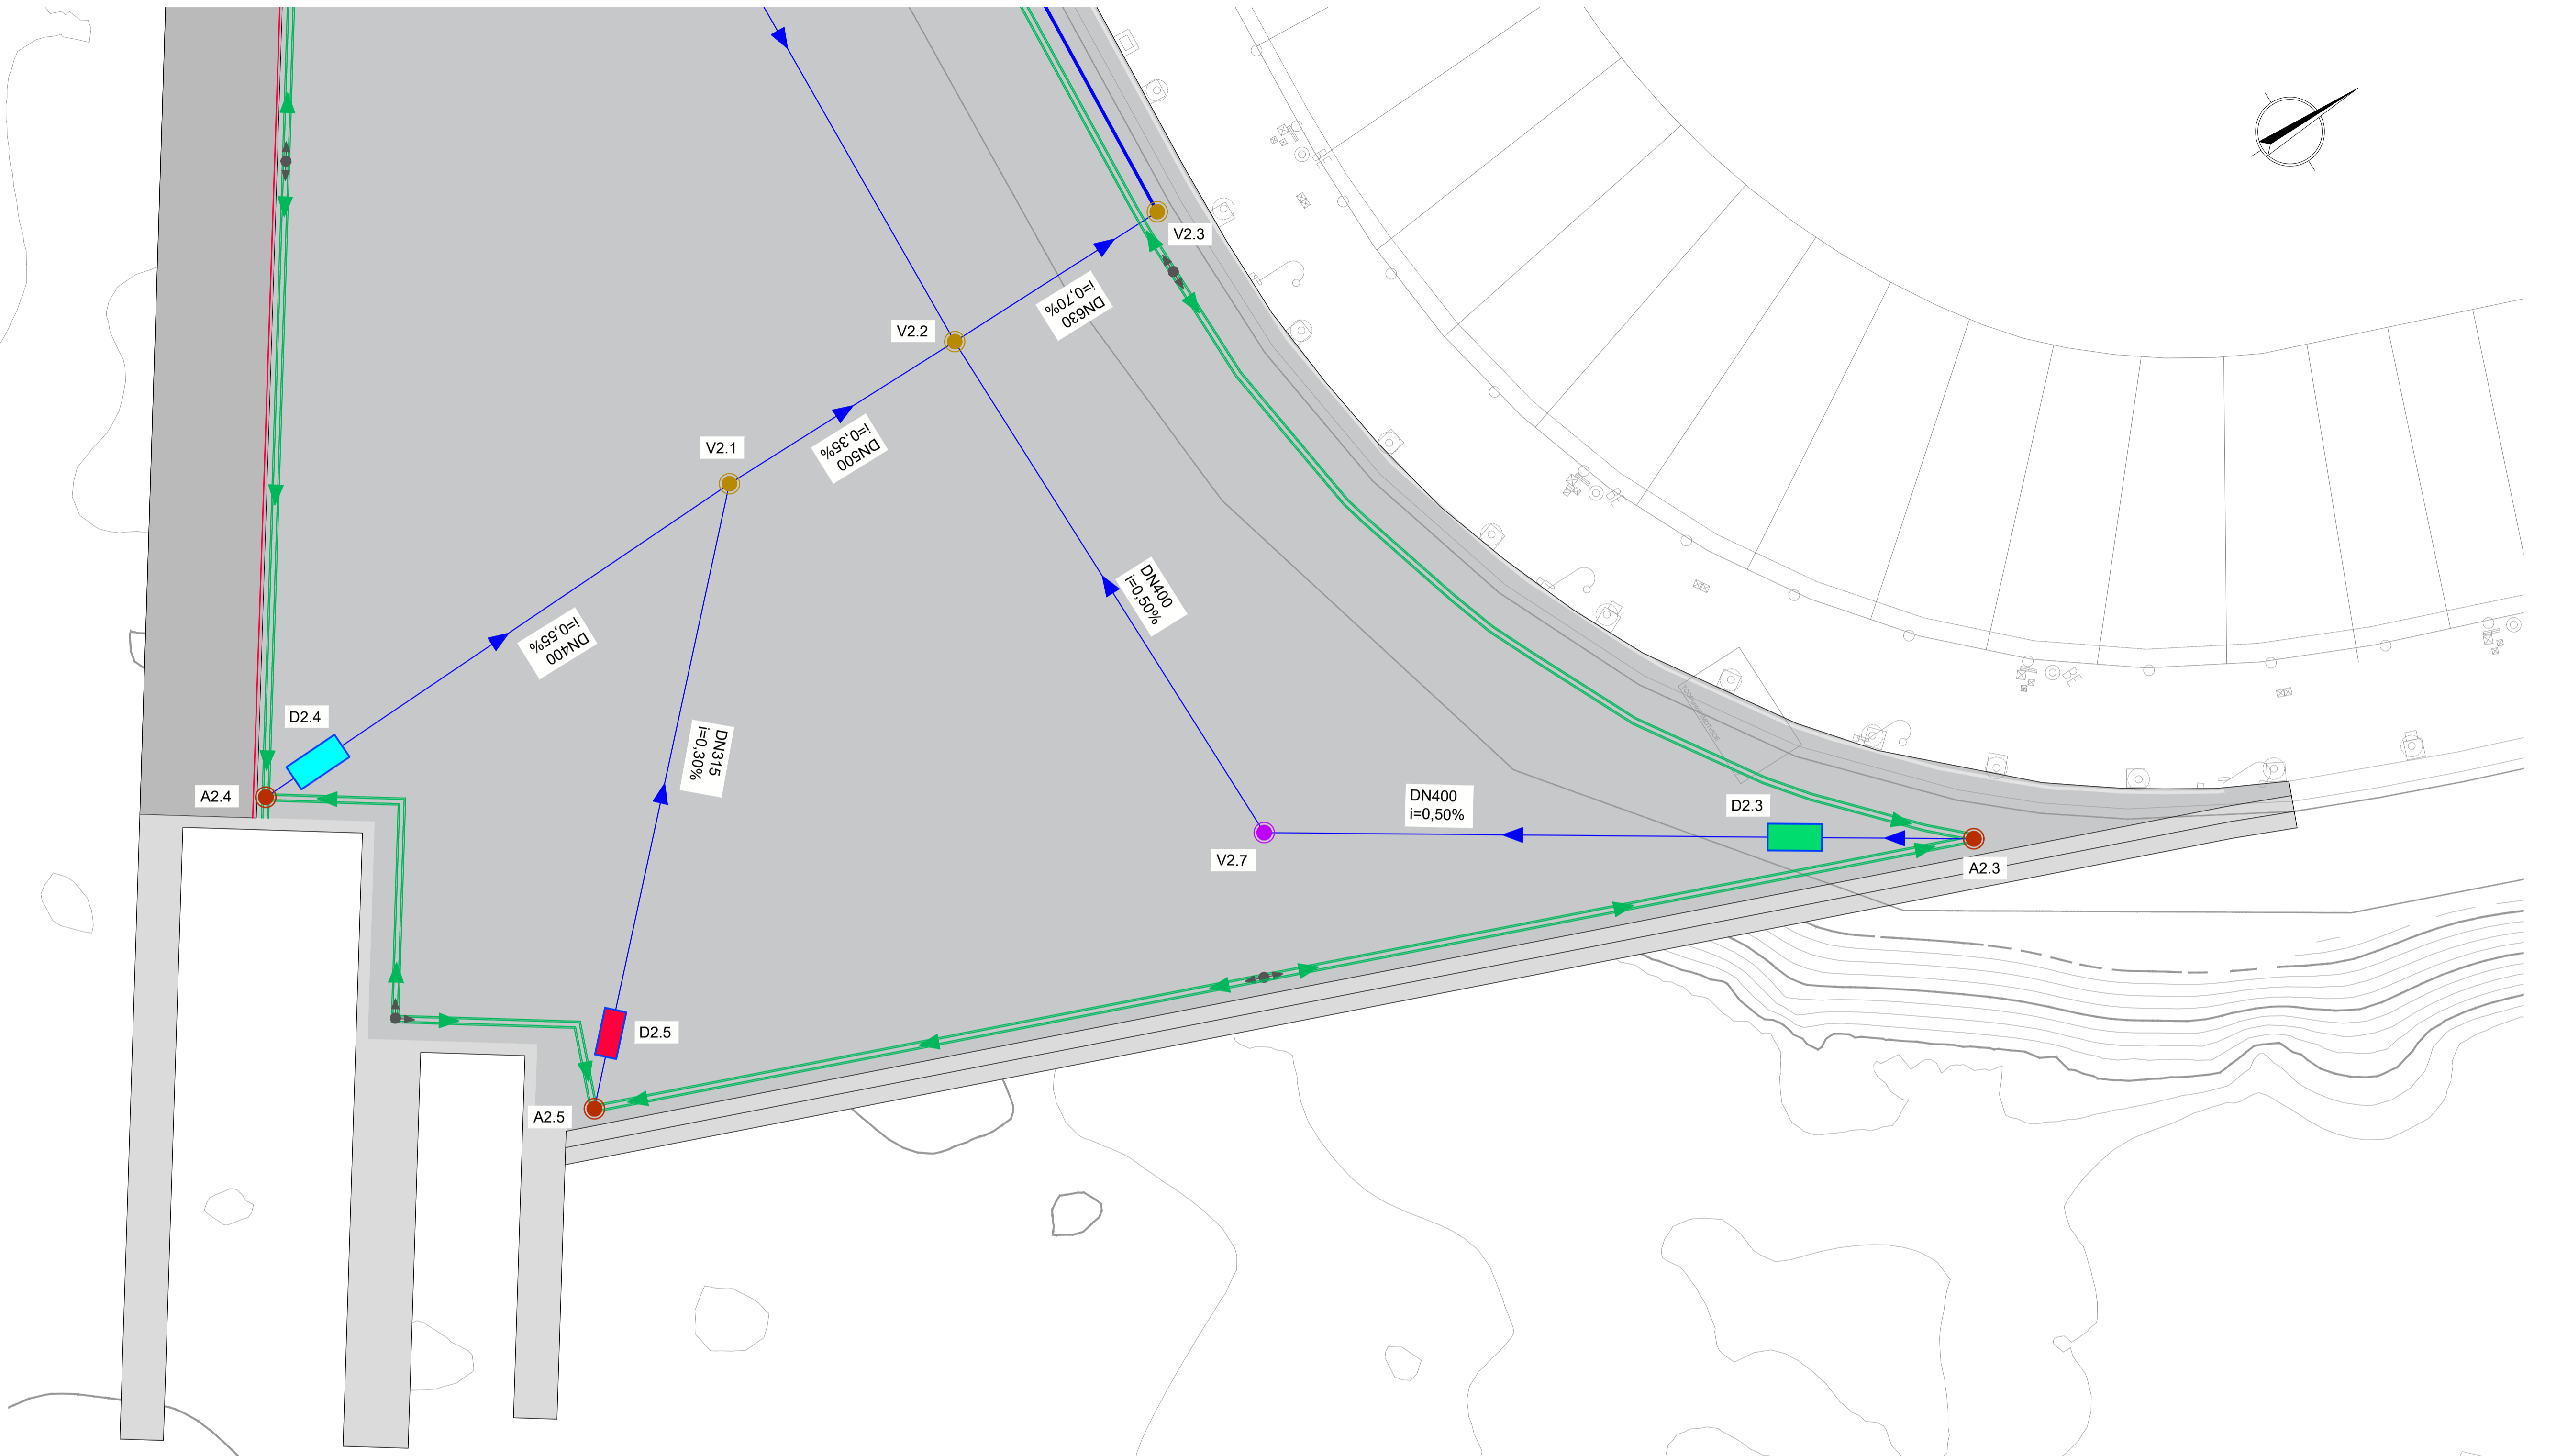 V2.3
DN630
i=0,70%
V2.2
DN500
i=0,35%
V2.1
DN400
i=0,50%
DN400
i=0,55%
D2.4
DN315
i=0,30%
A2.4
DN400
i=0,50%
D2.3
V2.7
A2.3
D2.5
A2.5